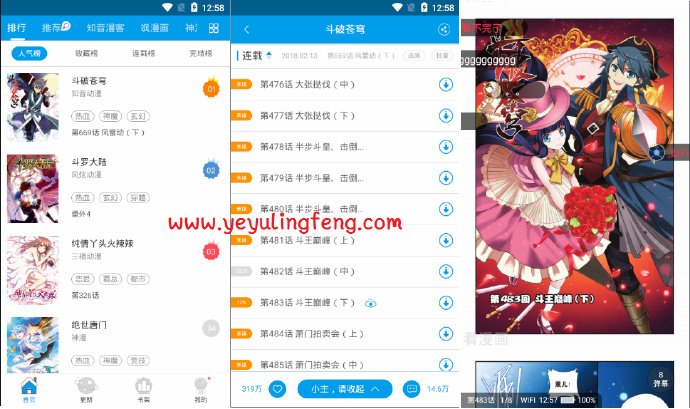 12:58
排行
推荐
知音漫客
飒漫画
人气榜
收藏榜
连载榜
完结榜
斗破苍穹
知音动漫
热血
神魔
玄幻
第669话 风雷动（下）
01
斗罗大陆
风炫动漫
热血
玄幻
穿越
番外4
02
纯情丫头火辣辣
三福动漫
恋爱
霸总
都市
第326话
03
绝世唐门
神漫
热血
神魔
竞技
04
首页
更新
书架
我的
12:58
斗破苍穹
连载
2018.02.13
第669话 风雷动（下）
选集
批量
第476话 大张挞伐（中）
第477话 大张挞伐（下）
第478话 半步斗皇、击倒...
第479话 半步斗皇、击倒...
第480话 半步斗皇、击倒...
www.yeyulingfeng.com
第481话 斗王巅峰（上）
第482话 斗王巅峰（中）
第483话 斗王巅峰（下）
第484话 萧门拍卖会（上）
第485话 萧门拍卖会（中）
319万
小主，请收起
14.6万
不完了
gggggggggg
第483回 斗王巅峰（下）
看漫画
薰儿！
8
弹幕
第483话 1/8 WIFI 12:57 100%